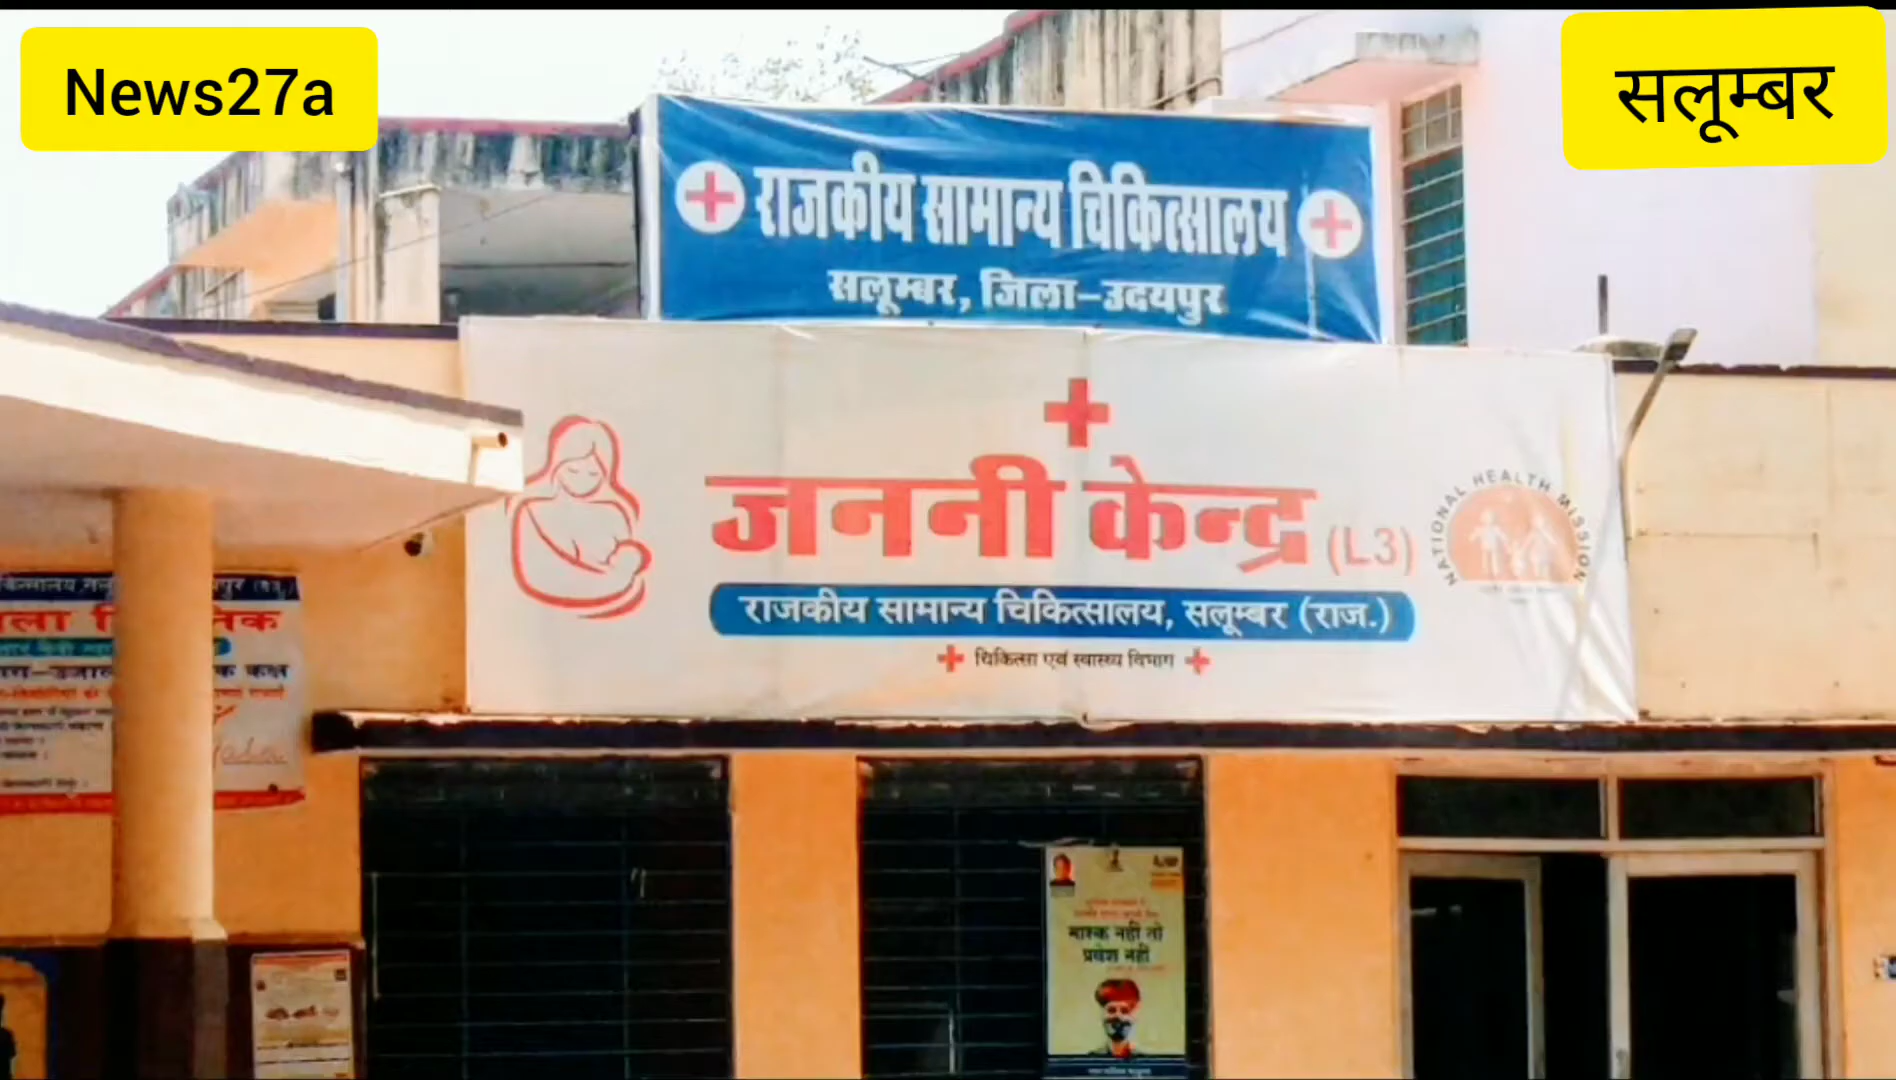 News27a
सलूम्बर
राजकीय सामान्य चिकित्सालय
सलूम्बर, जिला-उदयपुर
जननी केन्द्र (L3)
NATIONAL HEALTH MISSION
राजकीय सामान्य चिकित्सालय, सलूम्बर (राज.)
चिकित्सा एवं स्वास्थ्य विभाग
मास्क नहीं तो
प्रवेश नहीं